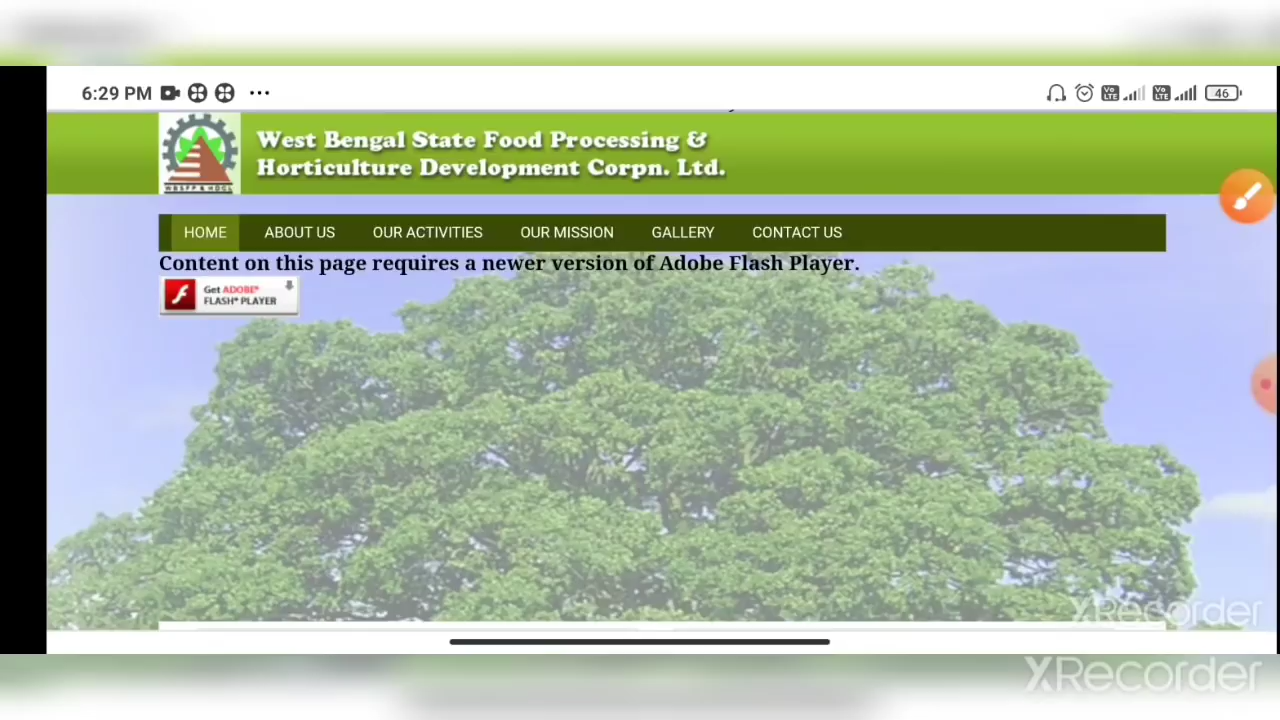 6:29 PM
46
West Bengal State Food Processing &
Horticulture Development Corpn. Ltd.
WBSFP & HDCL
HOME ABOUT US OUR ACTIVITIES OUR MISSION GALLERY CONTACT US
Content on this page requires a newer version of Adobe Flash Player.
Get ADOBE®
FLASH® PLAYER
XRecorder
XRecorder